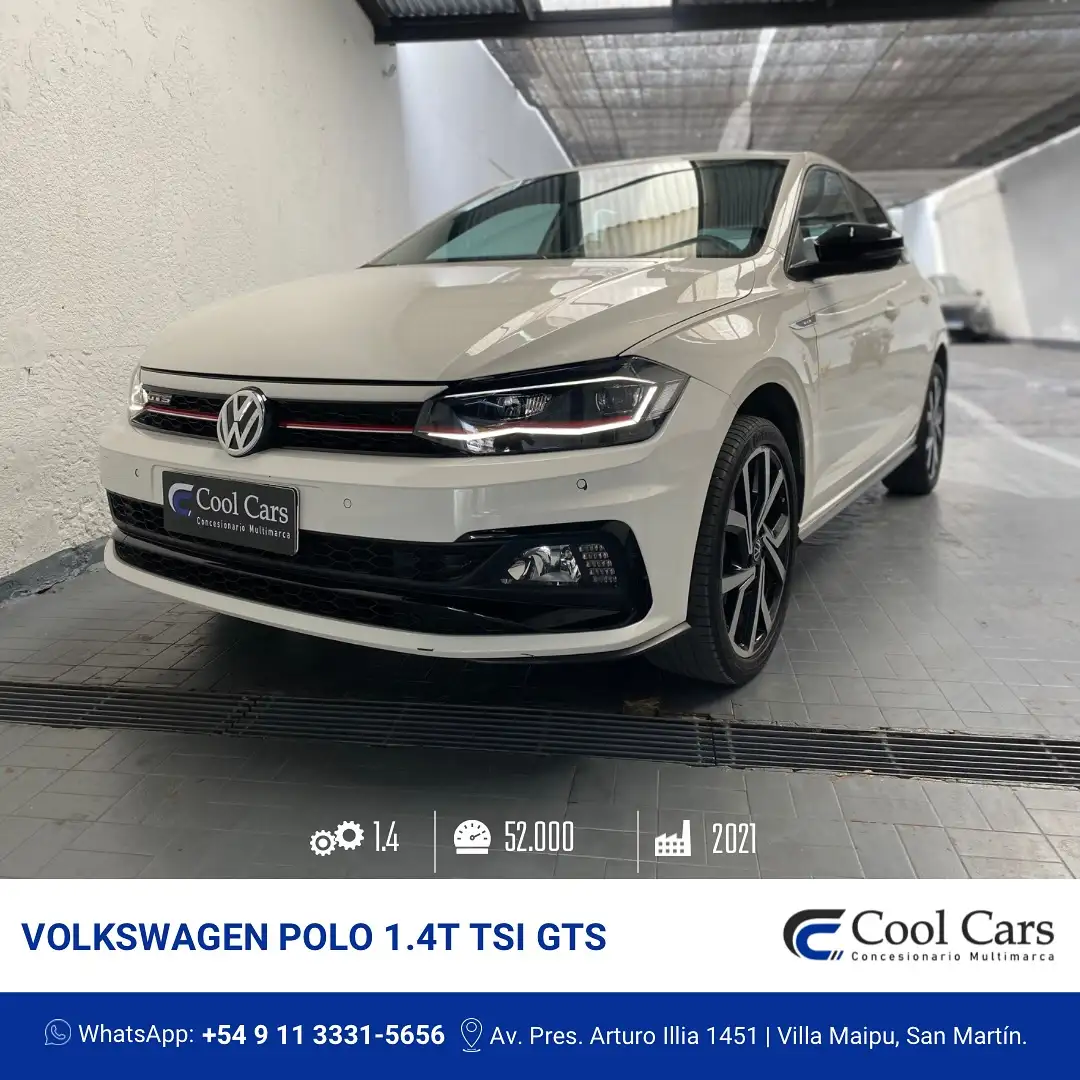 GTS
Cool Cars
Concesionario Multimarca
1.4
52.000
2021
VOLKSWAGEN POLO 1.4T TSI GTS
Cool Cars
Concesionario Multimarca
WhatsApp: +54 9 11 3331-5656
Av. Pres. Arturo Illia 1451 | Villa Maipu, San Martín.